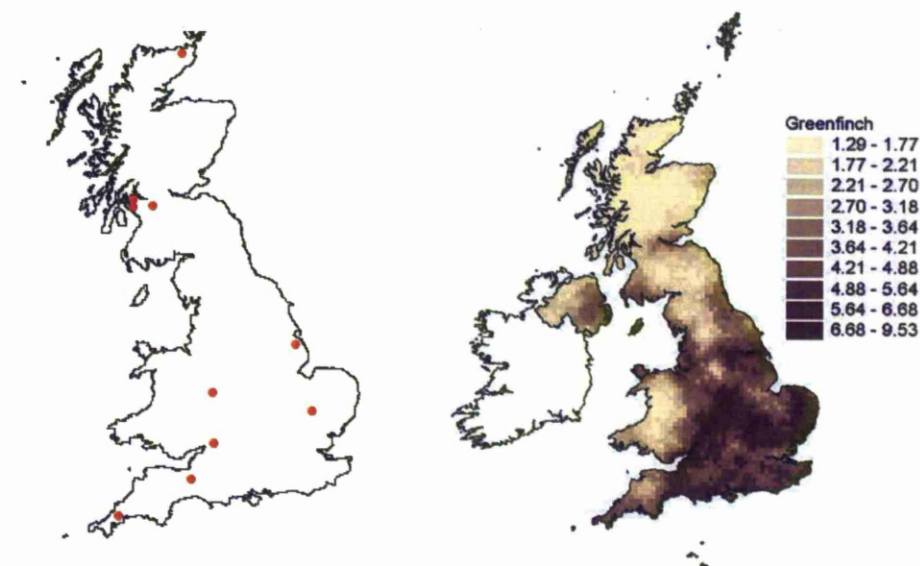 Greenfinch
1.29 - 1.77
1.77 - 2.21
2.21 - 2.70
2.70 - 3.18
3.18 - 3.64
3.64 - 4.21
4.21 - 4.88
4.88 - 5.64
5.64 - 6.68
6.68 - 9.53